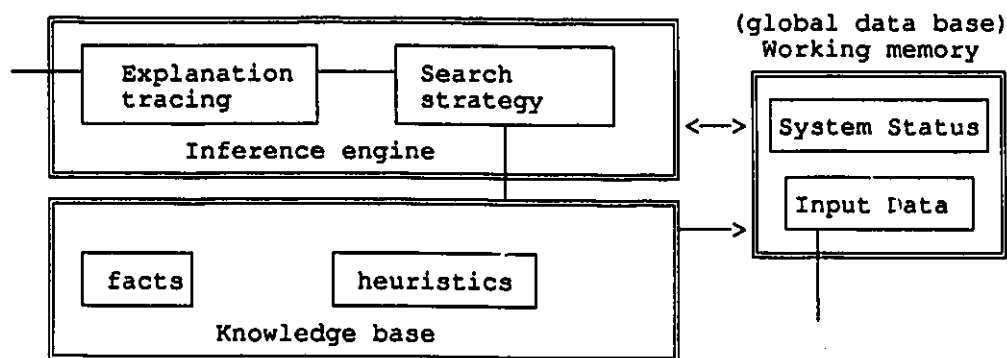 (global data base)
Working memory
Explanation
tracing
Search
strategy
Inference engine
System Status
Input Data
facts
heuristics
Knowledge base